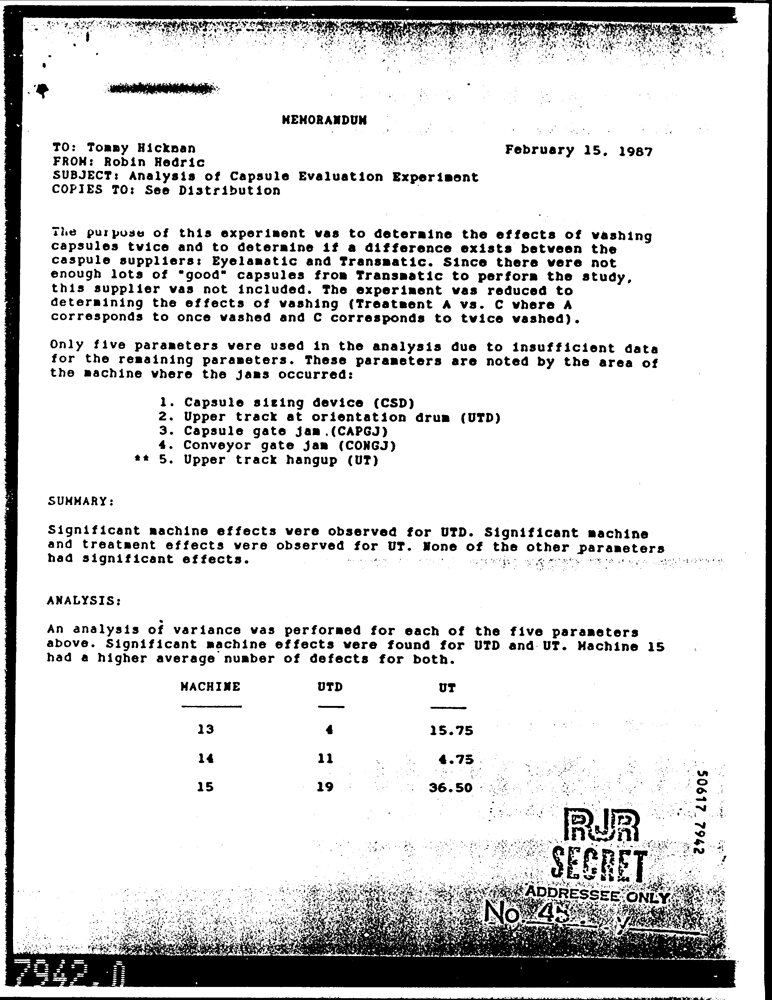 MEMORANDUM
TO: Tommy Hickman February 15, 1987
FROM: Robin Hedric
SUBJECT: Analysis of Capsule Evaluation Experiment
COPIES TO: See Distribution
The purpose of this experiment was to determine the effects of washing
capsules twice and to determine if a difference exists between the
caspule suppliers: Eyelamatic and Transmatic. Since there were not
enough lots of "good" capsules from Transmatic to perform the study,
this supplier was not included. The experiment was reduced to
determining the effects of washing (Treatment A vs. C where A
corresponds to once washed and C corresponds to twice washed).
Only five parameters were used in the analysis due to insufficient data
for the remaining parameters. These parameters are noted by the area of
the machine where the jams occurred:
1. Capsule sizing device (CSD)
2. Upper track at orientation drum (UTD)
3. Capsule gate jam (CAPGJ)
4. Conveyor gate jam (CONGJ)
** 5. Upper track hangup (UT)
SUMMARY:
Significant machine effects were observed for UTD. Significant machine
and treatment effects were observed for UT. None of the other parameters
had significant effects.
ANALYSIS:
An analysis of variance was performed for each of the five parameters
above. Significant machine effects were found for UTD and UT. Machine 15
had a higher average number of defects for both.
MACHINE UTD UT
13 4 15.75
14 11 4.75
15 19 36.50
50617 7942
RJR
SECRET
ADDRESSEE ONLY
No 45 y
7942.0